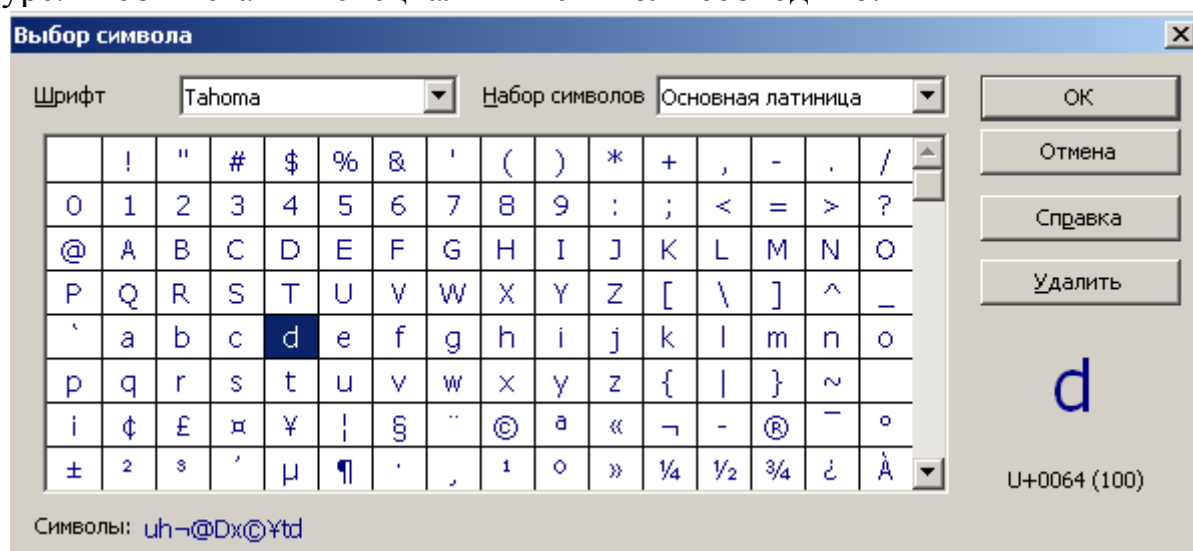 Выбор символа
Шрифт Tahoma Набор символов Основная латиница ОК
Отмена
Справка
Удалить
! " # $ % & ' ( ) * + , - . /
0 1 2 3 4 5 6 7 8 9 : ; < = > ?
@ A B C D E F G H I J K L M N O
P Q R S T U V W X Y Z [ \ ] ^ _
` a b c d e f g h i j k l m n o
p q r s t u v w x y z { | } ~
¡ ¢ £ ¤ ¥ ¦ § ¨ © ª « ¬ - ® ¯ °
± ² ³ ´ µ ¶ · ¸ ¹ º » ¼ ½ ¾ ¿ À
d
U+0064 (100)
Символы: uh¬@Dx©¥td